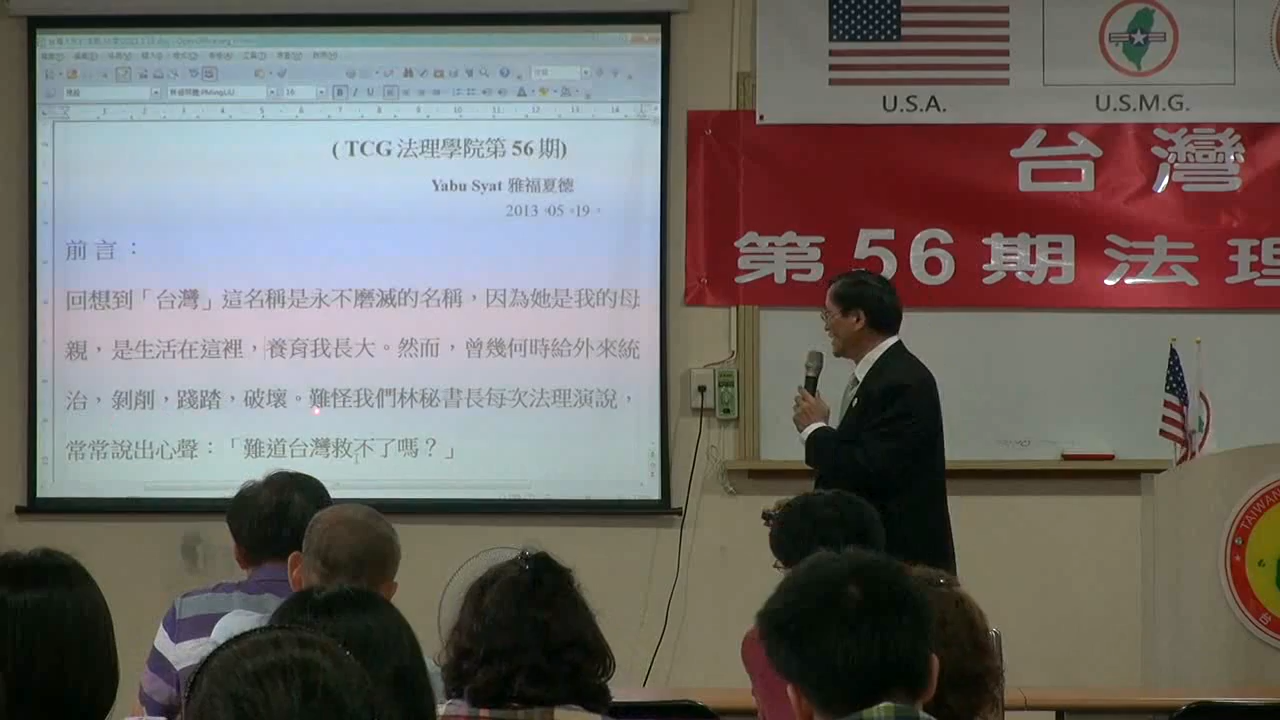 ( TCG 法理學院第 56 期)
Yabu Syat 雅福夏德
2013 。05 。19。
前 言 ：
回想到「台灣」這名稱是永不磨滅的名稱，因為她是我的母
親，是生活在這裡，養育我長大。然而，曾幾何時給外來統
治，剝削，踐踏，破壞。難怪我們林秘書長每次法理演說，
常常說出心聲：「難道台灣救不了嗎？」
U.S.A.
U.S.M.G.
台灣
第56期法理
TAIWAN
台